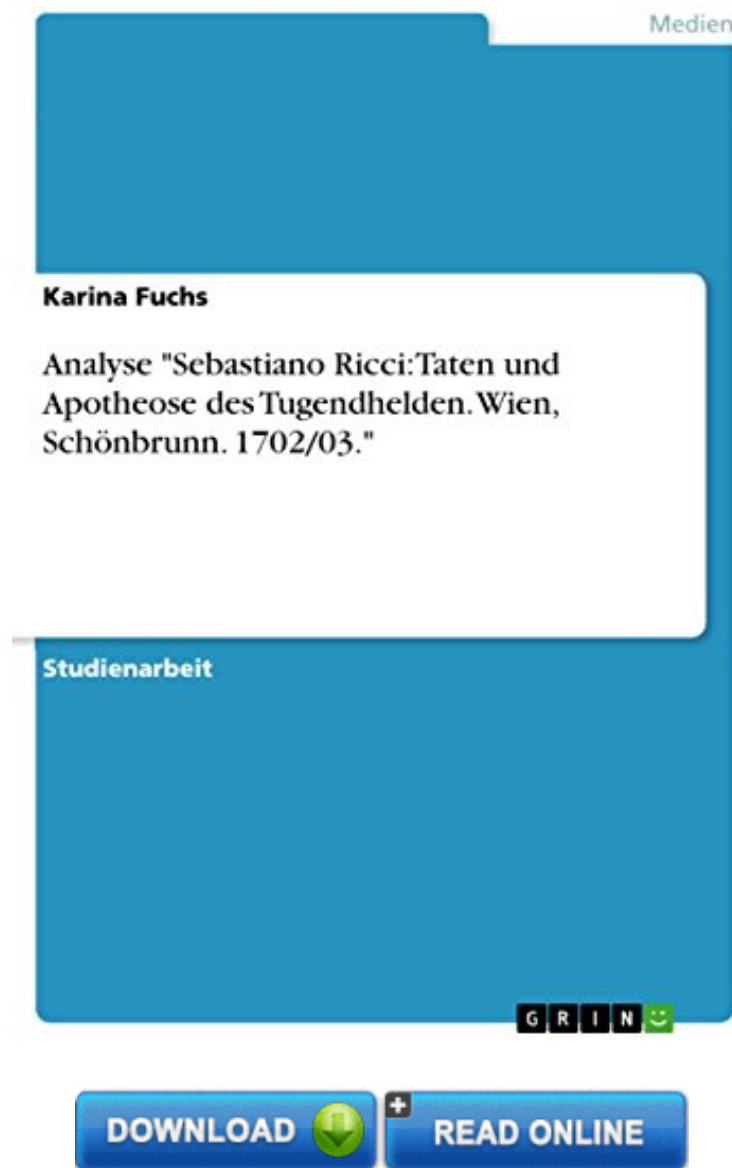 Medien
Karina Fuchs
Analyse "Sebastiano Ricci: Taten und
Apotheose des Tugendhelden. Wien,
Schönbrunn. 1702/03."
Studienarbeit
GRIN
DOWNLOAD
READ ONLINE